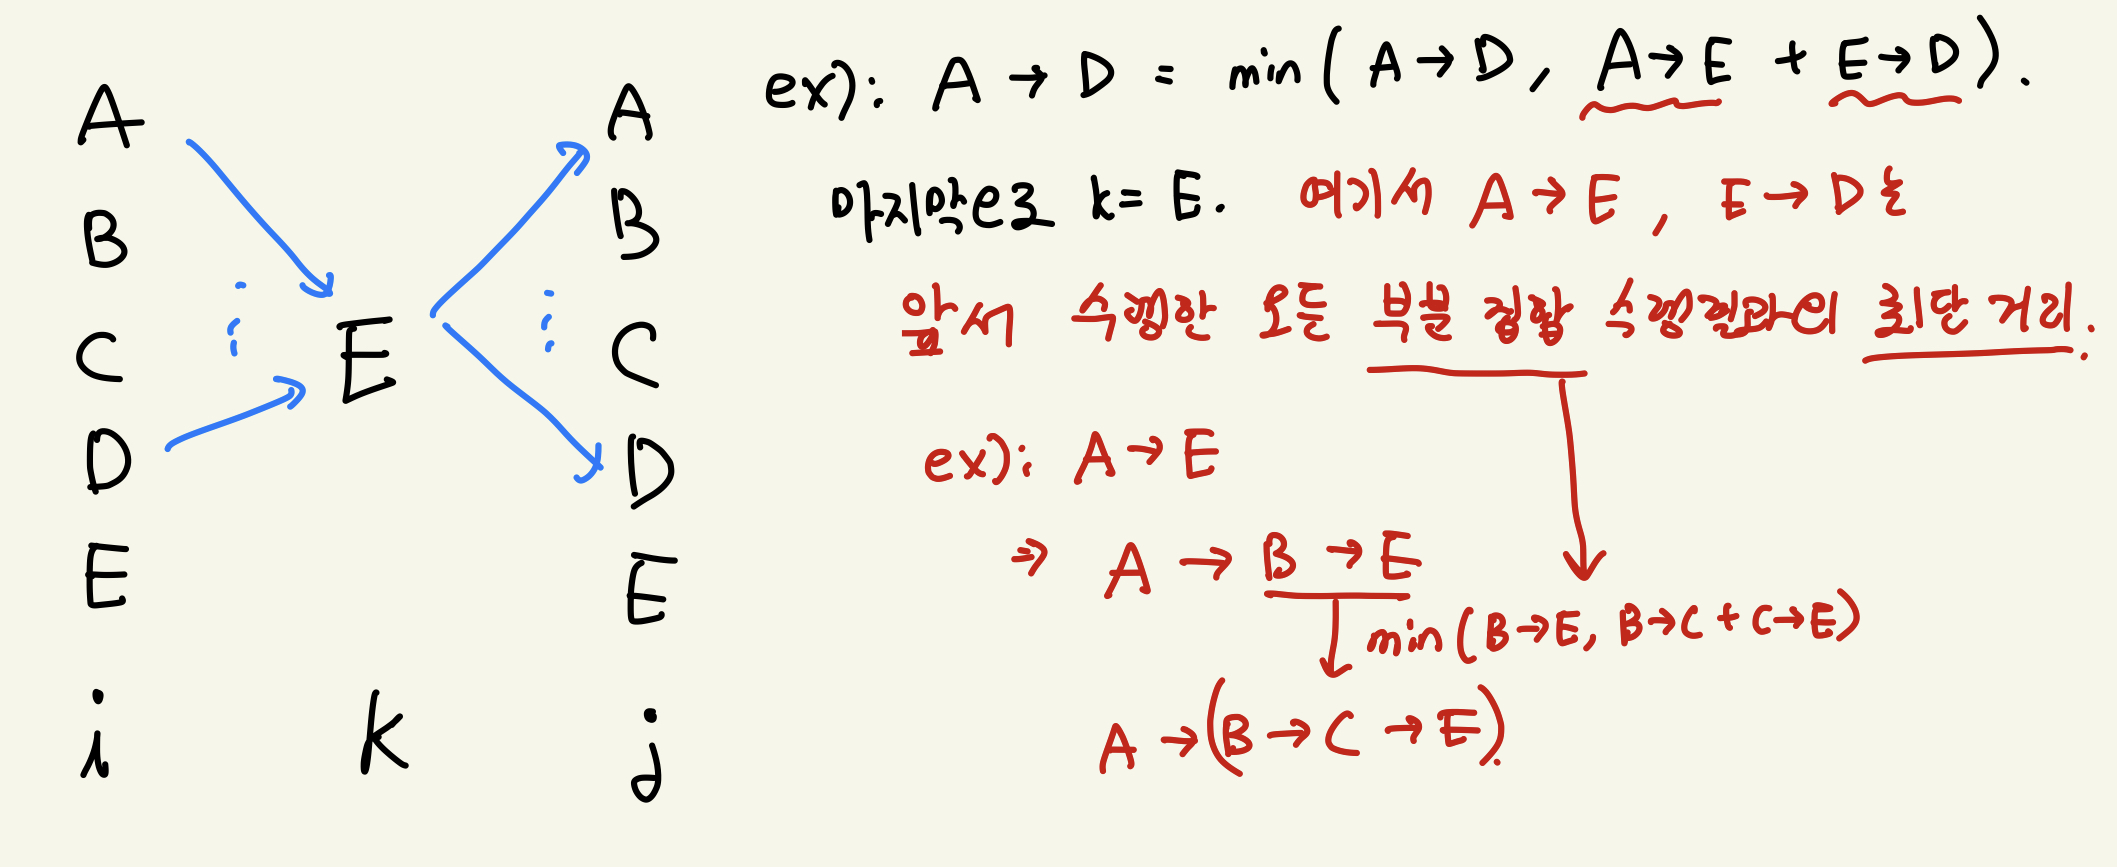 A
B
C
D
E
i
E
k
A
B
C
D
E
j
ex): A → D = min( A → D, A → E + E → D).
마지막으로 k = E. 여기서 A → E, E → D는
앞서 수행한 모든 부분 집합 수행결과의 최단 거리.
ex): A → E
⇒ A → B → E
min(B→E, B→C + C→E)
A → (B → C → E).